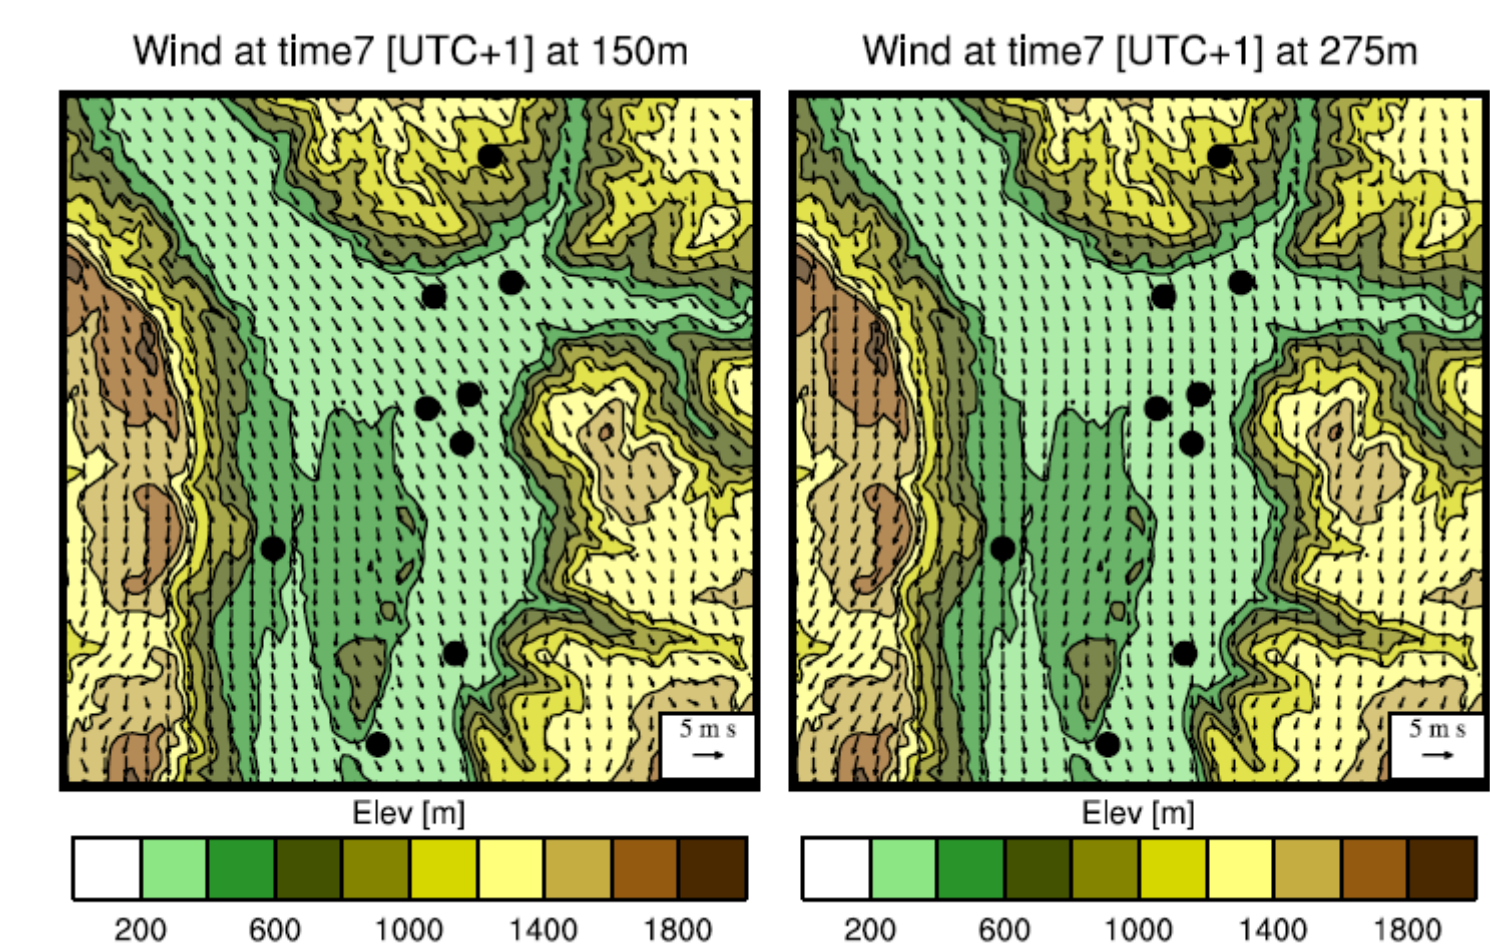 Wind at time7 [UTC+1] at 150m
Wind at time7 [UTC+1] at 275m
5 m s
5 m s
Elev [m]
Elev [m]
200 600 1000 1400 1800
200 600 1000 1400 1800